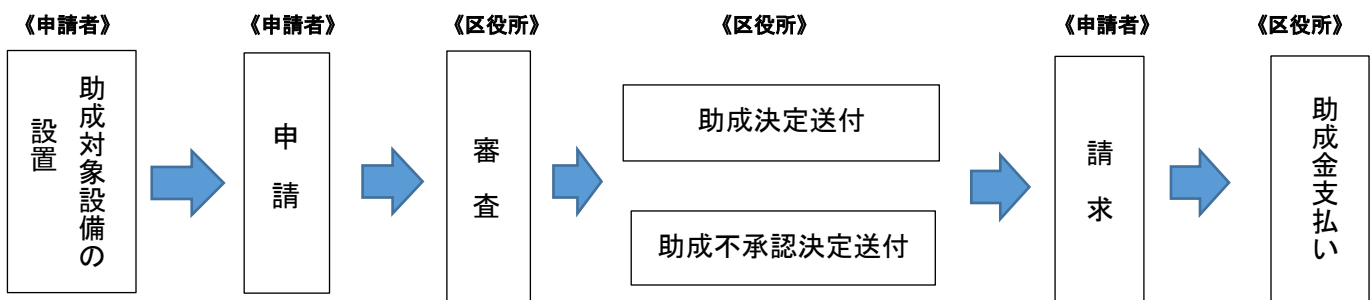 《申請者》
助成対象設備の
設置
《申請者》
申請
《区役所》
審査
《区役所》
助成決定送付
助成不承認決定送付
《申請者》
請求
《区役所》
助成金支払い